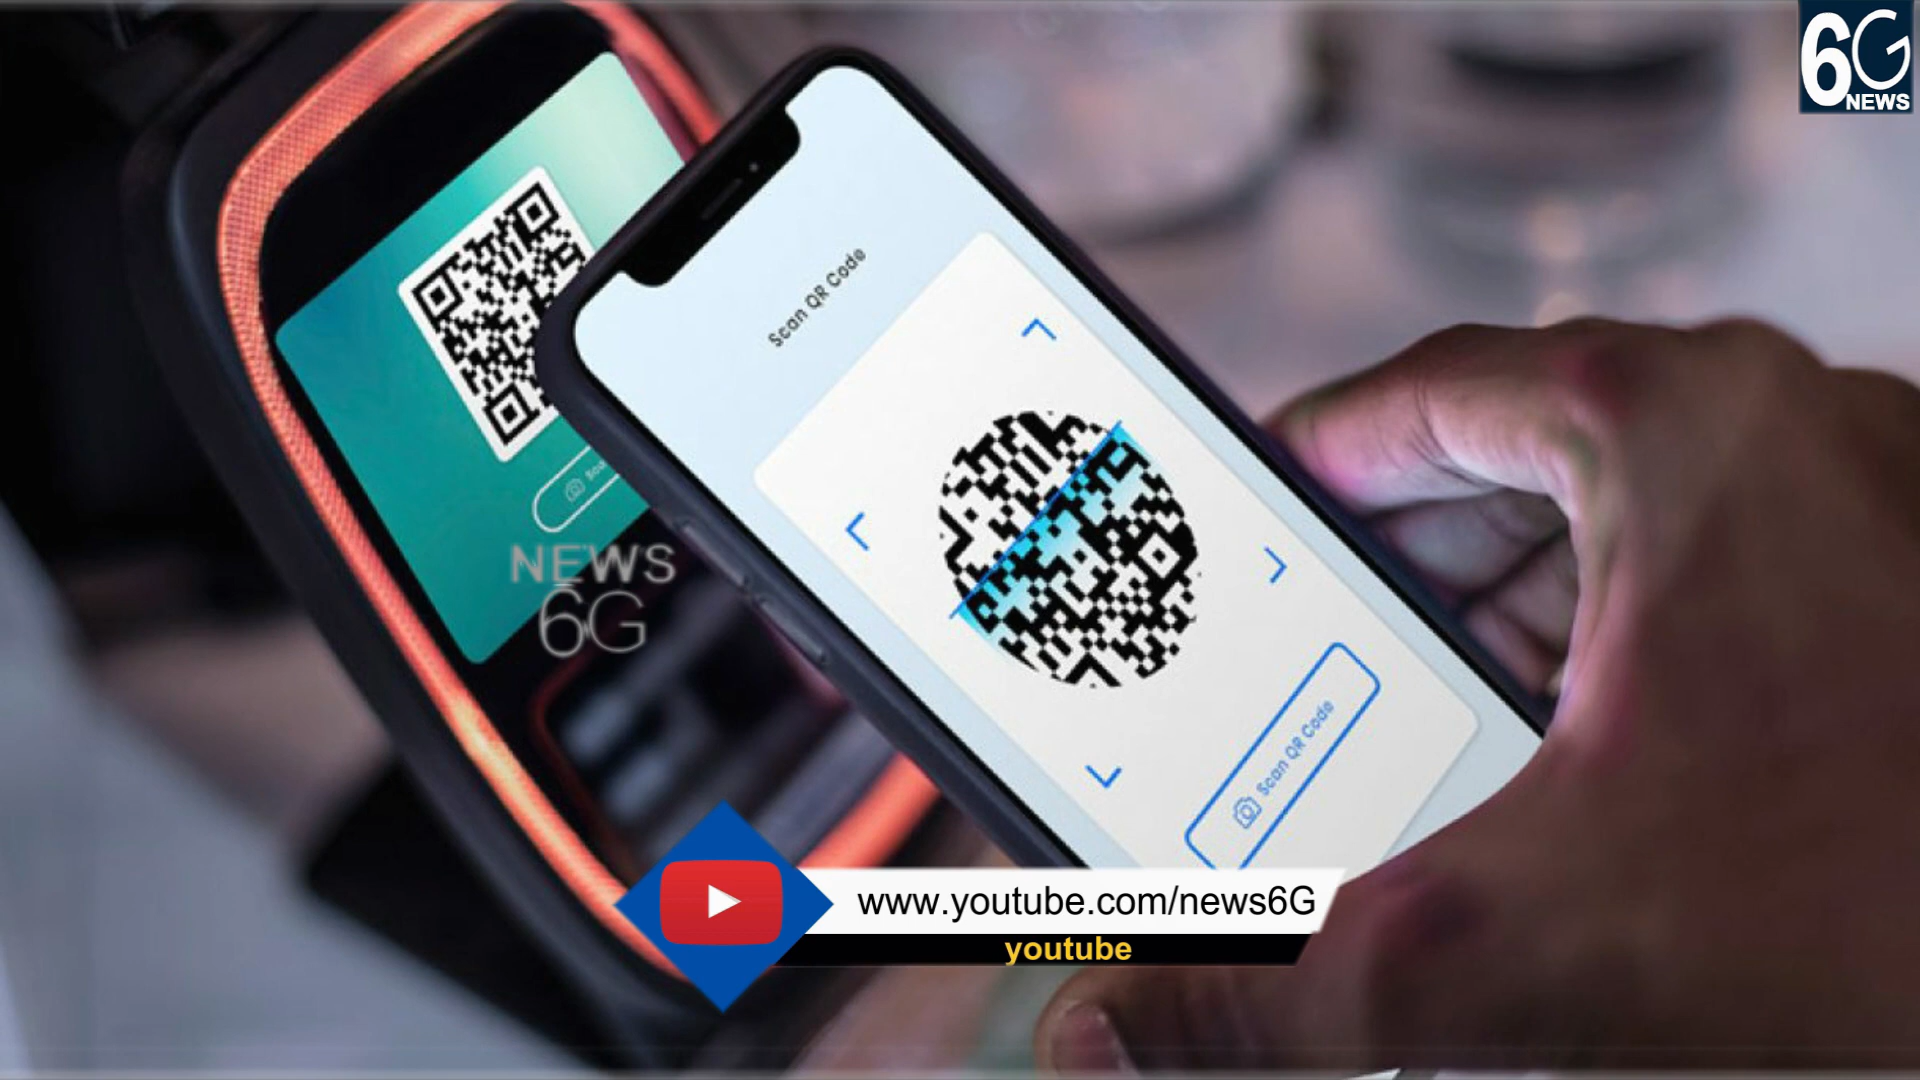 6G
NEWS
Scan QR Code
NEWS
6G
Scan QR Code
www.youtube.com/news6G
youtube